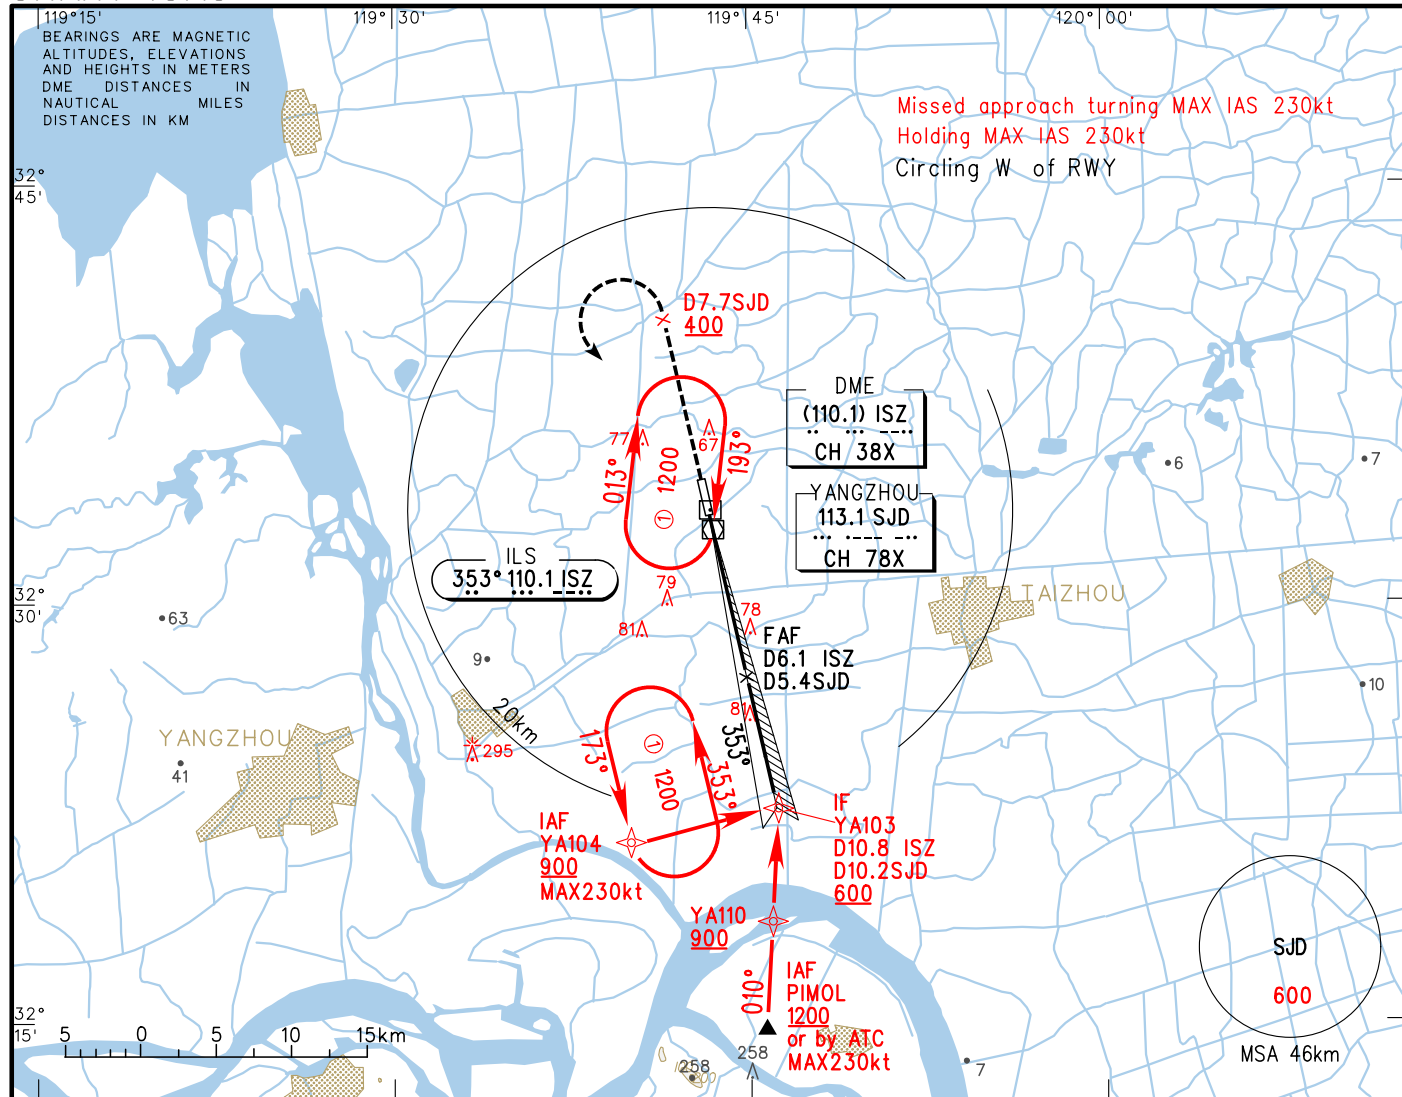 119°15'
119°30'
119°45'
120°00'
BEARINGS ARE MAGNETIC
ALTITUDES, ELEVATIONS
AND HEIGHTS IN METERS
DME DISTANCES IN
NAUTICAL MILES
DISTANCES IN KM
Missed approach turning MAX IAS 230kt
Holding MAX IAS 230kt
Circling W of RWY
32°
45'
D7.7SJD
400
DME
(110.1) ISZ
CH 38X
77
67
013°
1200
193°
①
6
7
YANGZHOU
113.1 SJD
CH 78X
ILS
353° 110.1 ISZ
79
78
81
32°
30'
63
TAIZHOU
FAF
D6.1 ISZ
D5.4SJD
9
10
81
20km
353°
YANGZHOU
41
295
173°
①
1200
353°
IAF
YA104
900
MAX230kt
IF
YA103
D10.8 ISZ
D10.2SJD
600
YA110
900
SJD
600
MSA 46km
010°
IAF
PIMOL
1200
or by ATC
MAX230kt
32°
15'
5 0 5 10 15km
258
258
7